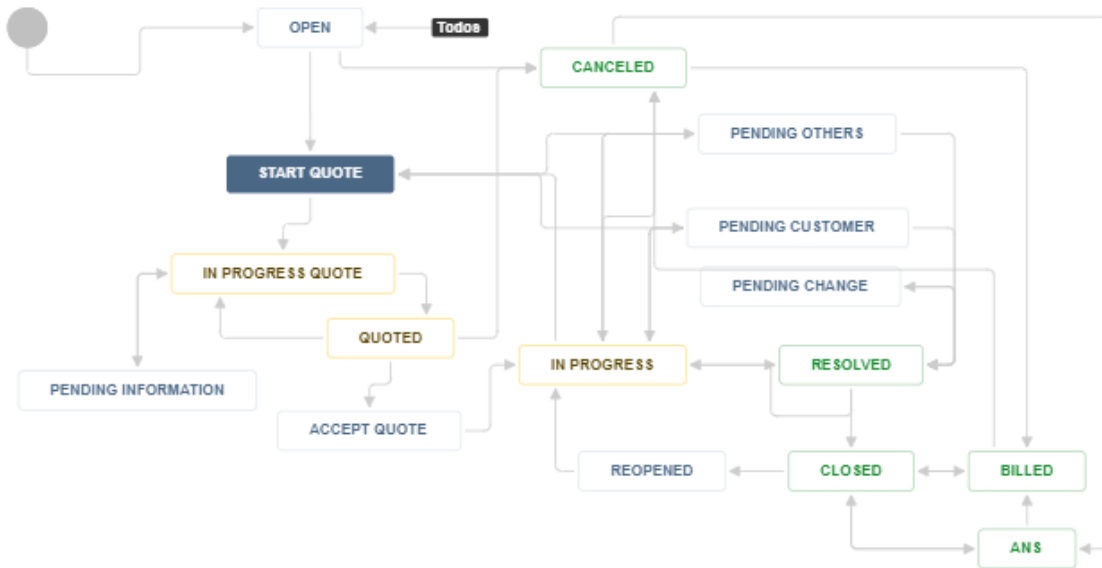 OPEN
Todos
CANCELED
PENDING OTHERS
START QUOTE
PENDING CUSTOMER
IN PROGRESS QUOTE
PENDING CHANGE
QUOTED
IN PROGRESS
RESOLVED
PENDING INFORMATION
ACCEPT QUOTE
REOPENED
CLOSED
BILLED
ANS